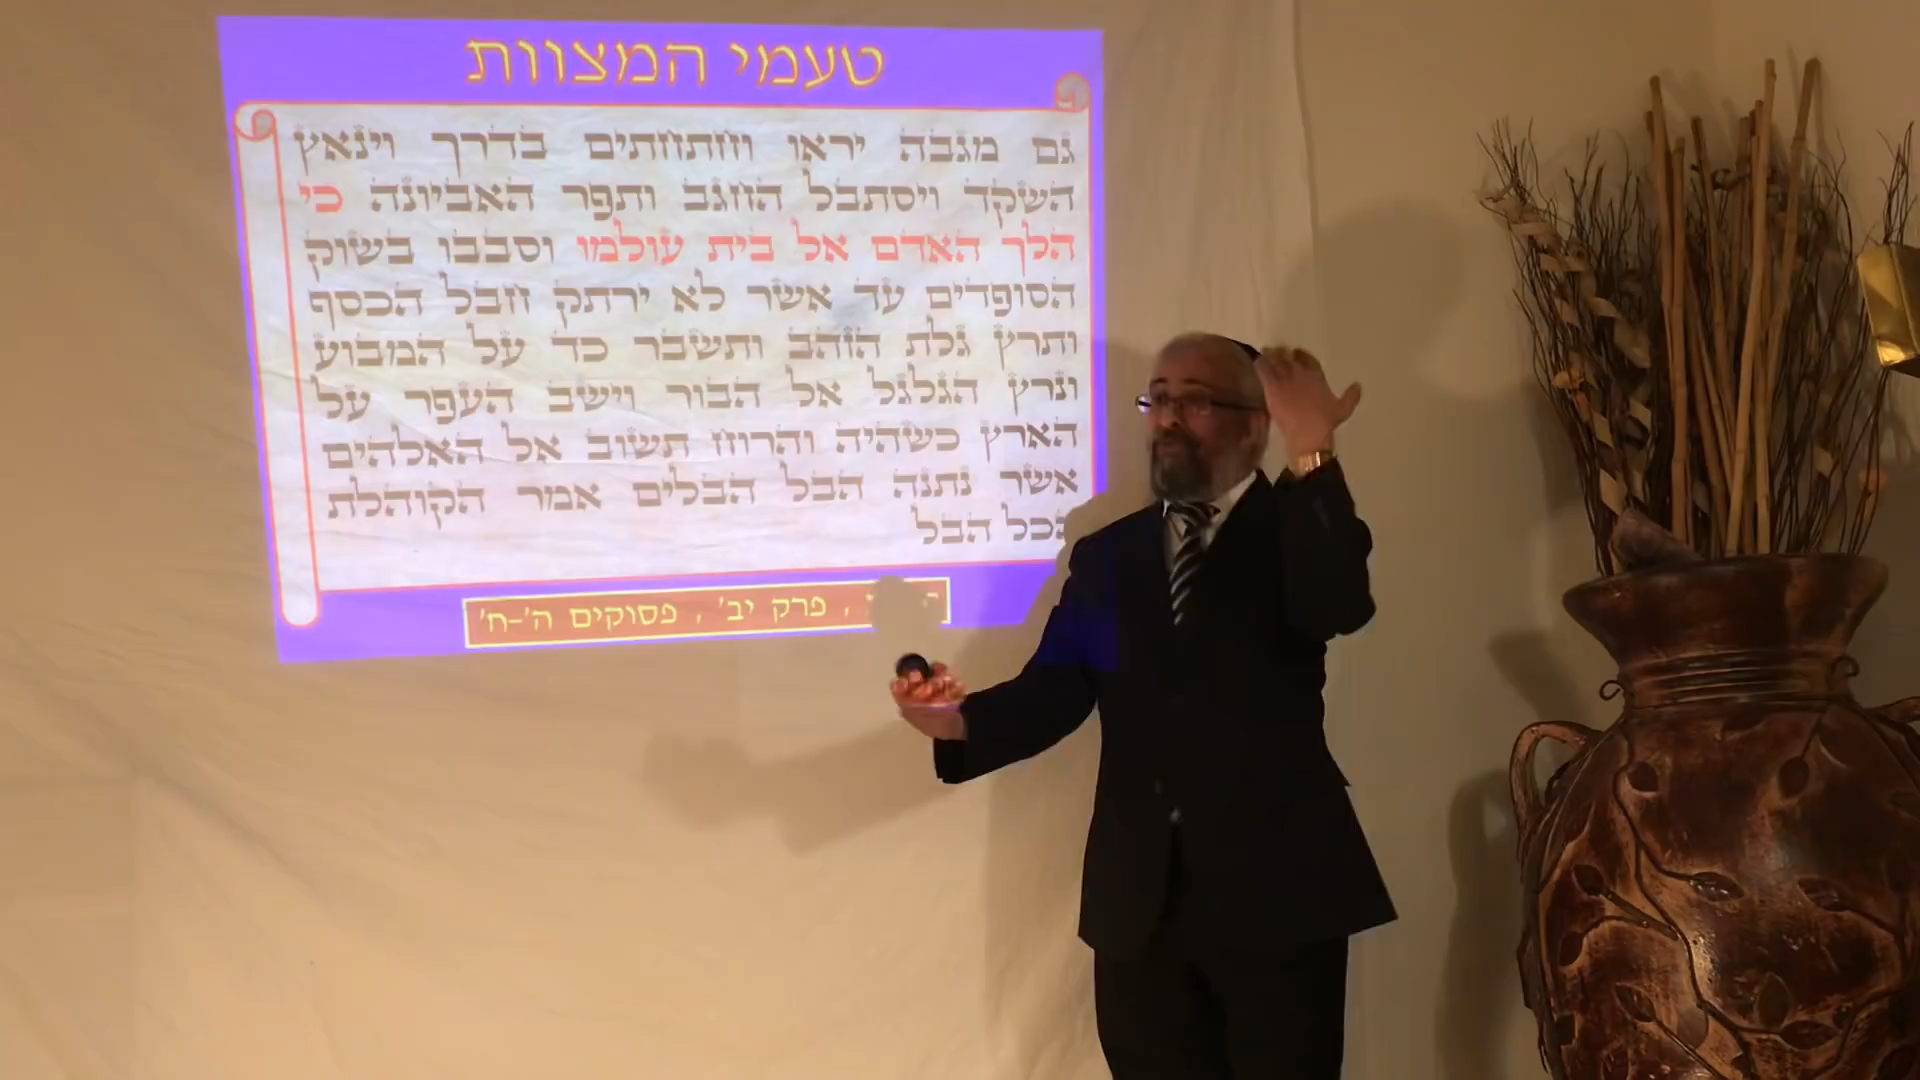 טעמי המצוות
גם מגבה יראו וחתחתים בדרך וינאץ
השקד ויסתבל החגב ותפר האביונה כי
הלך האדם אל בית עולמו וסבבו בשוק
הסופדים עד אשר לא ירתק חבל הכסף
ותרץ גלת הזהב ותשבר כד על המבוע
ונרץ הגלגל אל הבור וישב העפר על
הארץ כשהיה והרוח תשוב אל האלהים
אשר נתנה הבל הבלים אמר הקוהלת
הכל הבל
, פרק יב' , פסוקים ה'-ח'